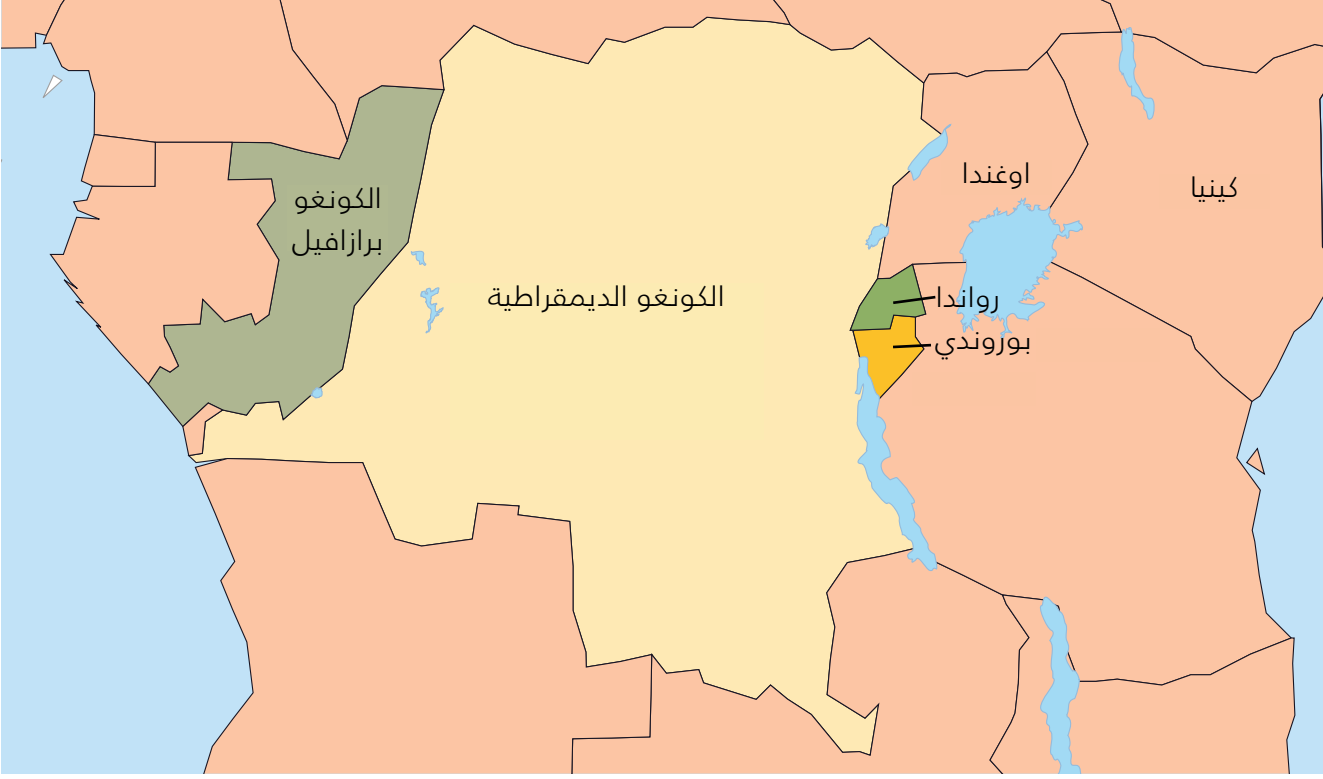 اوغندا
كينيا
الكونغو
برازافيل
الكونغو الديمقراطية
رواندا
بوروندي